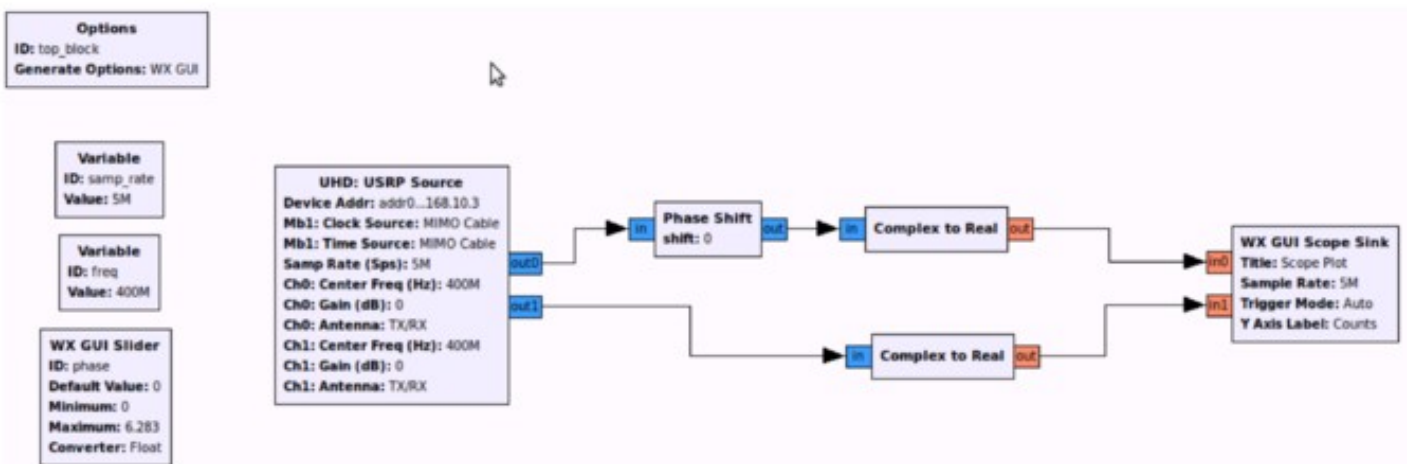 Options
ID: top_block
Generate Options: WX GUI
Variable
ID: samp_rate
Value: 5M
Variable
ID: freq
Value: 400M
WX GUI Slider
ID: phase
Default Value: 0
Minimum: 0
Maximum: 6.283
Converter: Float
UHD: USRP Source
Device Addr: addr0...168.10.3
Mb1: Clock Source: MIMO Cable
Mb1: Time Source: MIMO Cable
Samp Rate (Sps): 5M
Ch0: Center Freq (Hz): 400M
Ch0: Gain (dB): 0
Ch0: Antenna: TX/RX
Ch1: Center Freq (Hz): 400M
Ch1: Gain (dB): 0
Ch1: Antenna: TX/RX
out0
out1
in
Phase Shift
shift: 0
out
in
Complex to Real
out
in
Complex to Real
out
in0
in1
WX GUI Scope Sink
Title: Scope Plot
Sample Rate: 5M
Trigger Mode: Auto
Y Axis Label: Counts